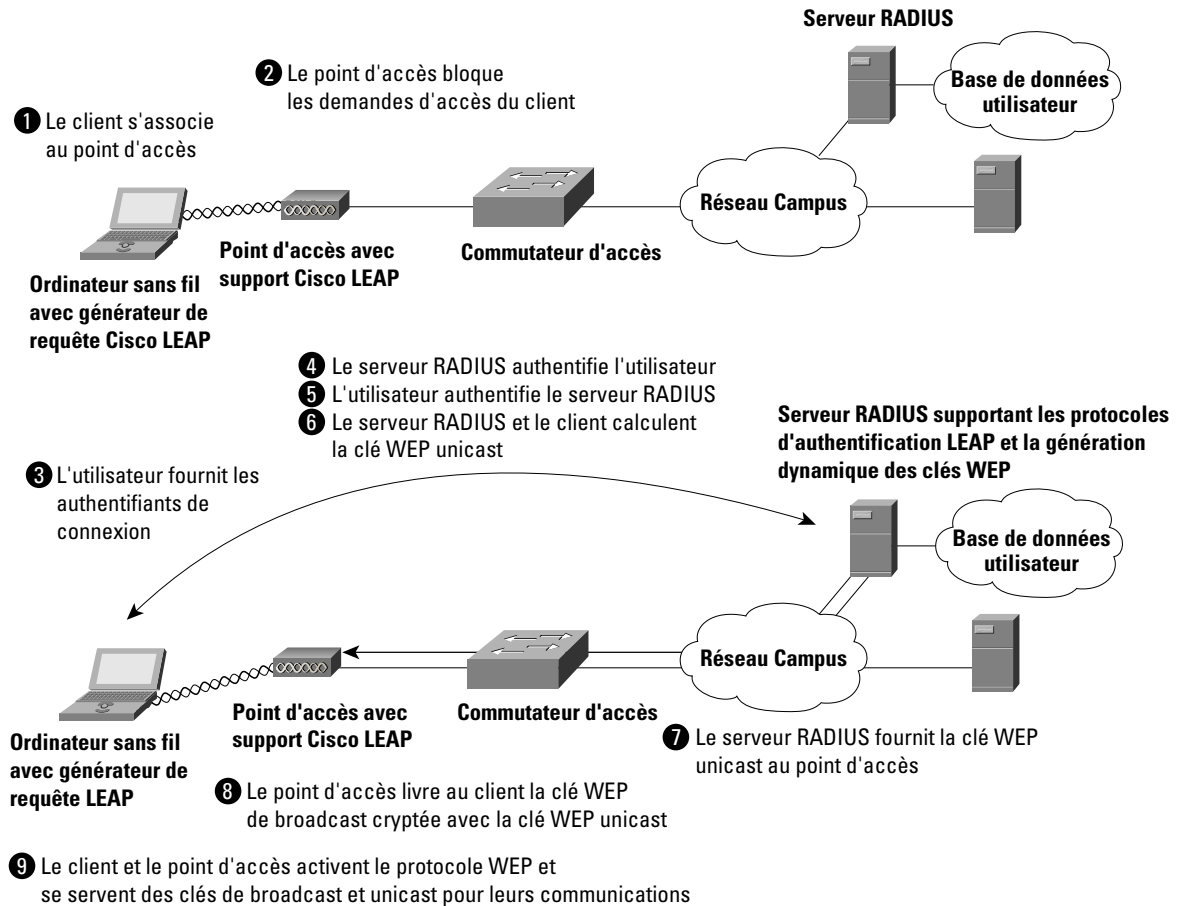 Serveur RADIUS
Base de données
utilisateur
❷ Le point d'accès bloque
les demandes d'accès du client
❶ Le client s'associe
au point d'accès
Réseau Campus
Point d'accès avec
support Cisco LEAP
Commutateur d'accès
Ordinateur sans fil
avec générateur de
requête Cisco LEAP
❹ Le serveur RADIUS authentifie l'utilisateur
❺ L'utilisateur authentifie le serveur RADIUS
❻ Le serveur RADIUS et le client calculent
la clé WEP unicast
Serveur RADIUS supportant les protocoles
d'authentification LEAP et la génération
dynamique des clés WEP
❸ L'utilisateur fournit les
authentifiants de
connexion
Base de données
utilisateur
Réseau Campus
Point d'accès avec
support Cisco LEAP
Commutateur d'accès
Ordinateur sans fil
avec générateur de
requête LEAP
❼ Le serveur RADIUS fournit la clé WEP
unicast au point d'accès
❽ Le point d'accès livre au client la clé WEP
de broadcast cryptée avec la clé WEP unicast
❾ Le client et le point d'accès activent le protocole WEP et
se servent des clés de broadcast et unicast pour leurs communications